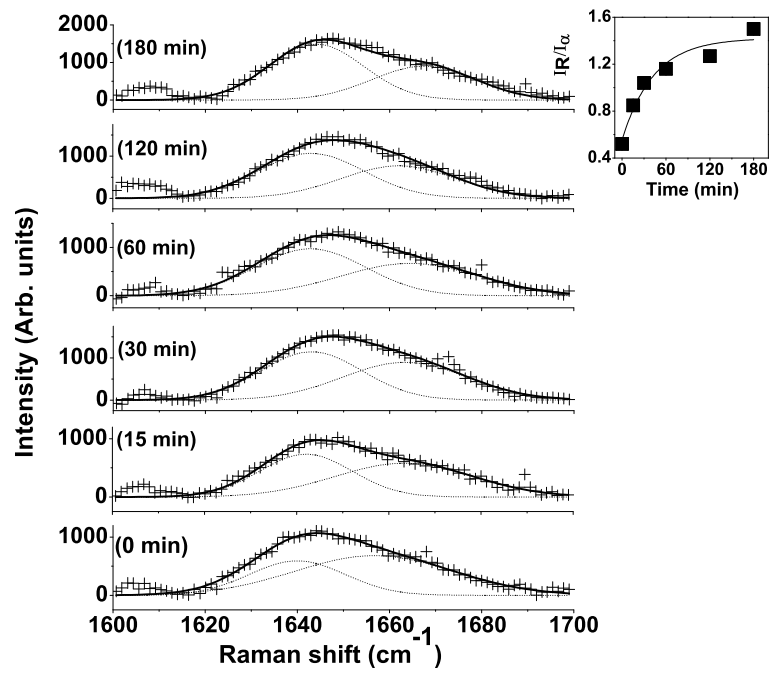 2000
(180 min)
1000
0
(120 min)
1000
0
(60 min)
1000
0
(30 min)
1000
0
1000
(15 min)
0
1000
(0 min)
0
1600 1620 1640 1660 1680 1700
Raman shift (cm-1)
Intensity (Arb. units)
1.6
1.2
0.8
0.4
0 60 120 180
Time (min)
IR/Iα